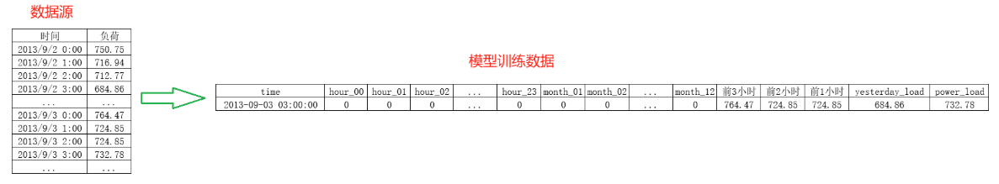 数据源
时间 负荷
2013/9/2 0:00 750.75
2013/9/2 1:00 716.94
2013/9/2 2:00 712.77
2013/9/2 3:00 684.86
... ...
2013/9/3 0:00 764.47
2013/9/3 1:00 724.85
2013/9/3 2:00 724.85
2013/9/3 3:00 732.78
... ...
模型训练数据
time hour_00 hour_01 hour_02 ... hour_23 month_01 month_02 ... month_12 前3小时 前2小时 前1小时 yesterday_load power_load
2013-09-03 03:00:00 0 0 0 ... 0 0 0 ... 0 764.47 724.85 724.85 684.86 732.78